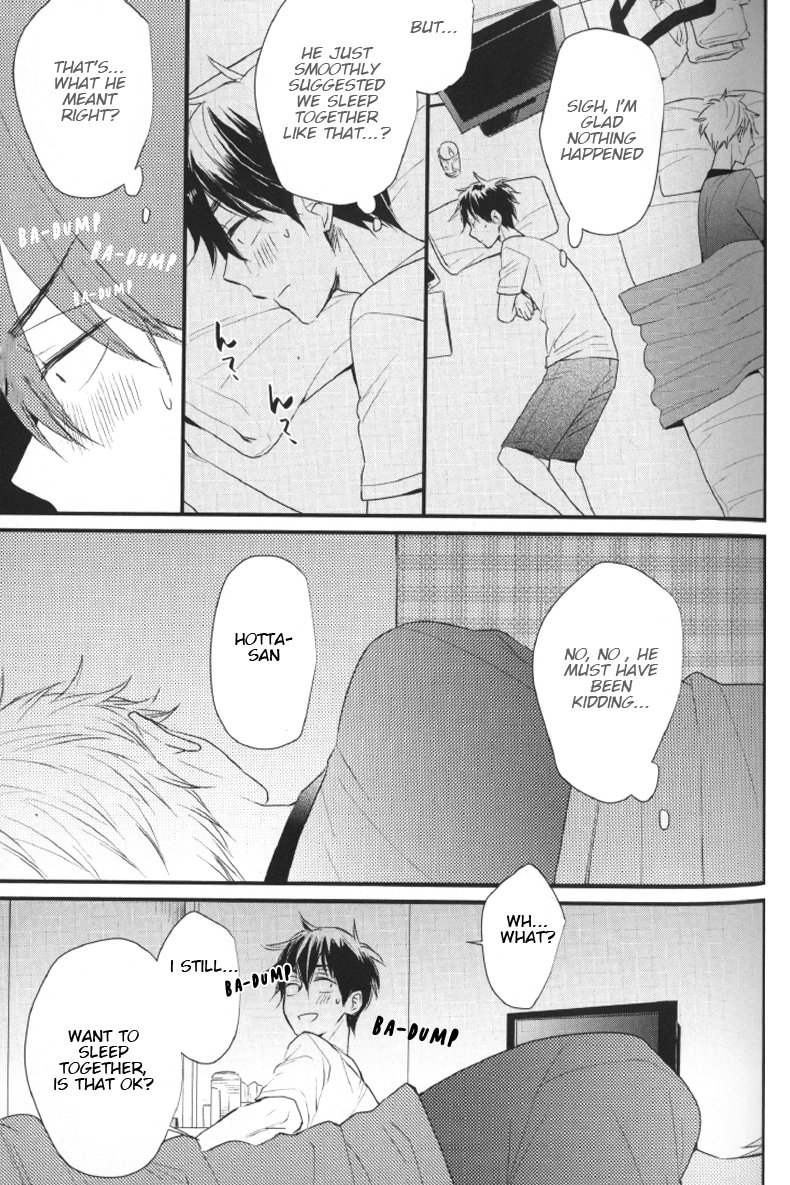 SIGH, I'M
GLAD
NOTHING
HAPPENED
BUT...
HE JUST
SMOOTHLY
SUGGESTED
WE SLEEP
TOGETHER
LIKE THAT...?
ん?
ん?
THAT'S...
WHAT HE
MEANT
RIGHT?
BA-DUMP
BA-DUMP
BA-DUMP
NO, NO , HE
MUST HAVE
BEEN
KIDDING...
HOTTA-
SAN
WH...
WHAT?
BA-DUMP
I STILL...
BA-DUMP
WANT TO
SLEEP
TOGETHER,
IS THAT OK?